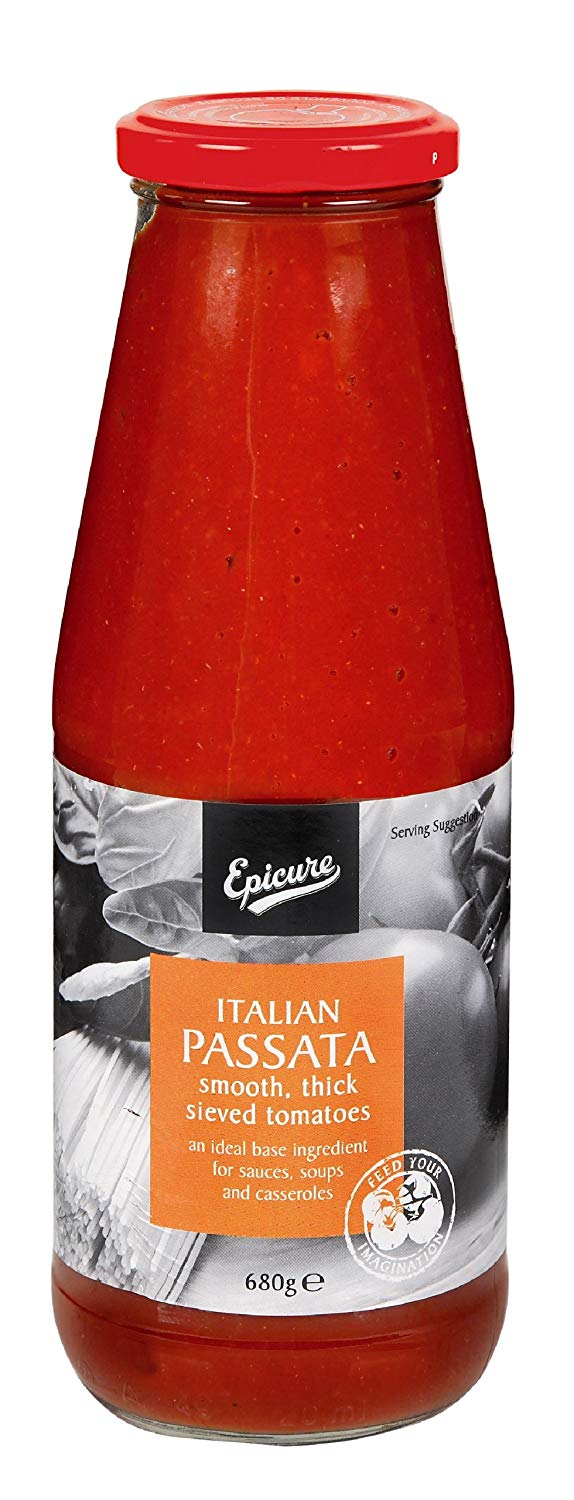 P
Epicure
Serving Suggestion
ITALIAN
PASSATA
smooth, thick
sieved tomatoes
an ideal base ingredient
for sauces, soups
and casseroles
FEED YOUR
IMAGINATION
680g e